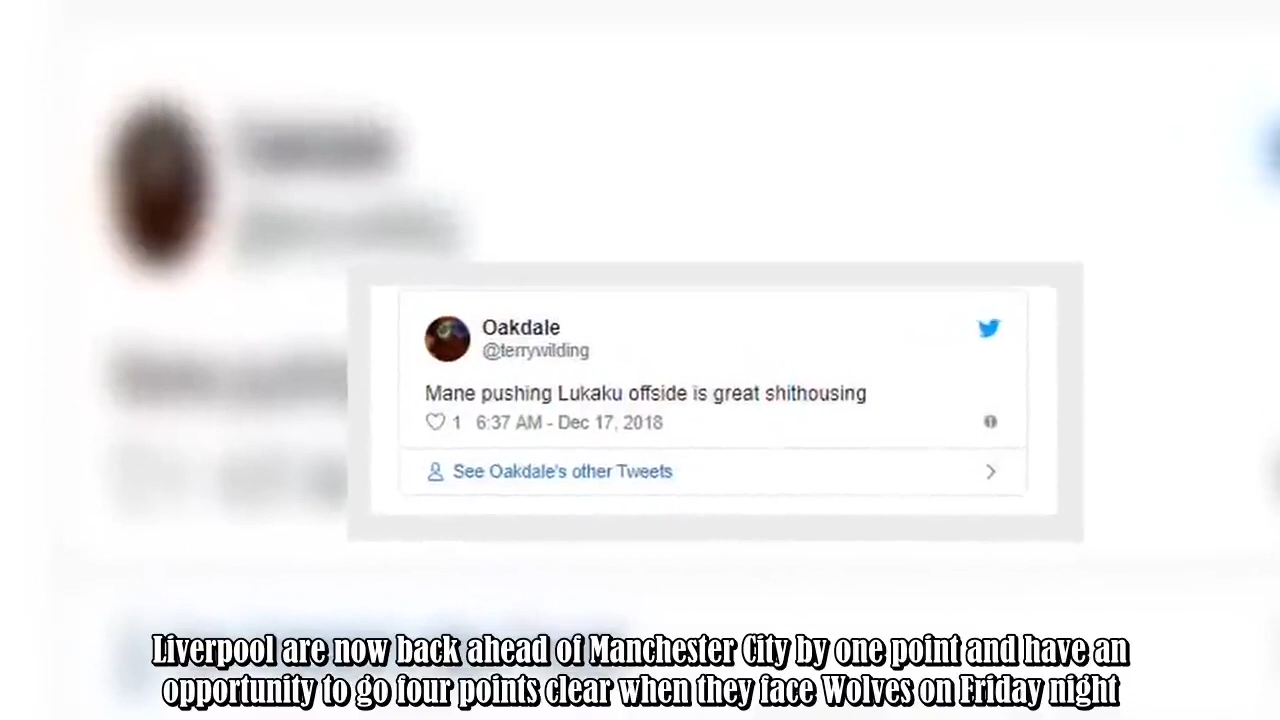 Oakdale
@terrywilding
Mane pushing Lukaku offside is great shithousing
1 6:37 AM - Dec 17, 2018
See Oakdale's other Tweets
Liverpool are now back ahead of Manchester City by one point and have an
opportunity to go four points clear when they face Wolves on Friday night